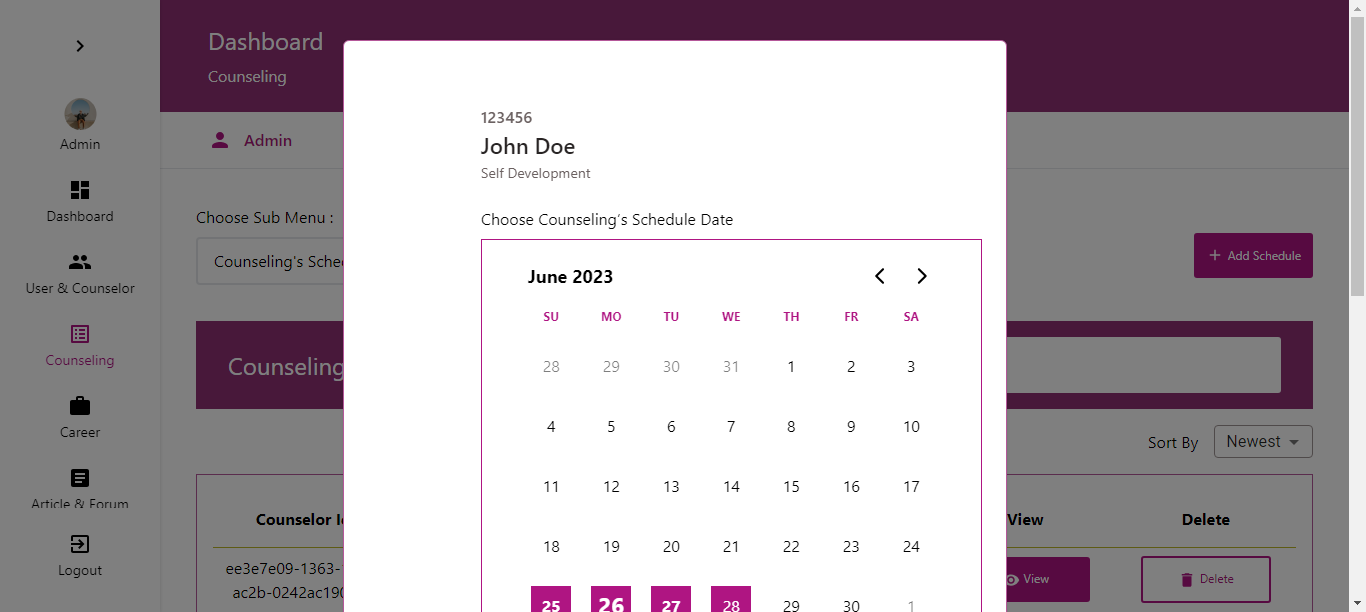 Dashboard
Counseling
Admin
Admin
Dashboard
User & Counselor
Counseling
Career
Article & Forum
Logout
Choose Sub Menu :
Counseling's Sche
Add Schedule
Counseling
Sort By
Newest
Counselor I
View
Delete
ee3e7e09-1363-
ac2b-0242ac190
View
Delete
123456
John Doe
Self Development
Choose Counseling's Schedule Date
June 2023
SU MO TU WE TH FR SA
28 29 30 31 1 2 3
4 5 6 7 8 9 10
11 12 13 14 15 16 17
18 19 20 21 22 23 24
25 26 27 28 29 30 1